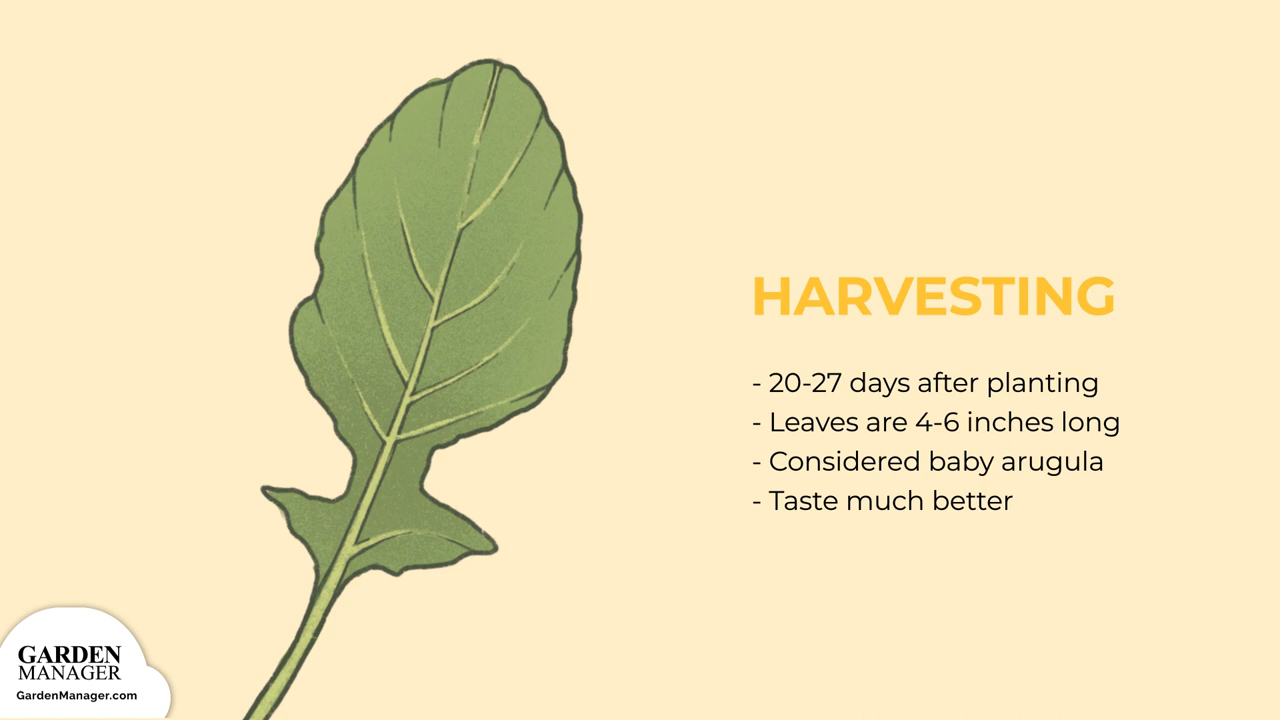 HARVESTING
- 20-27 days after planting
- Leaves are 4-6 inches long
- Considered baby arugula
- Taste much better
GARDEN
MANAGER
GardenManager.com